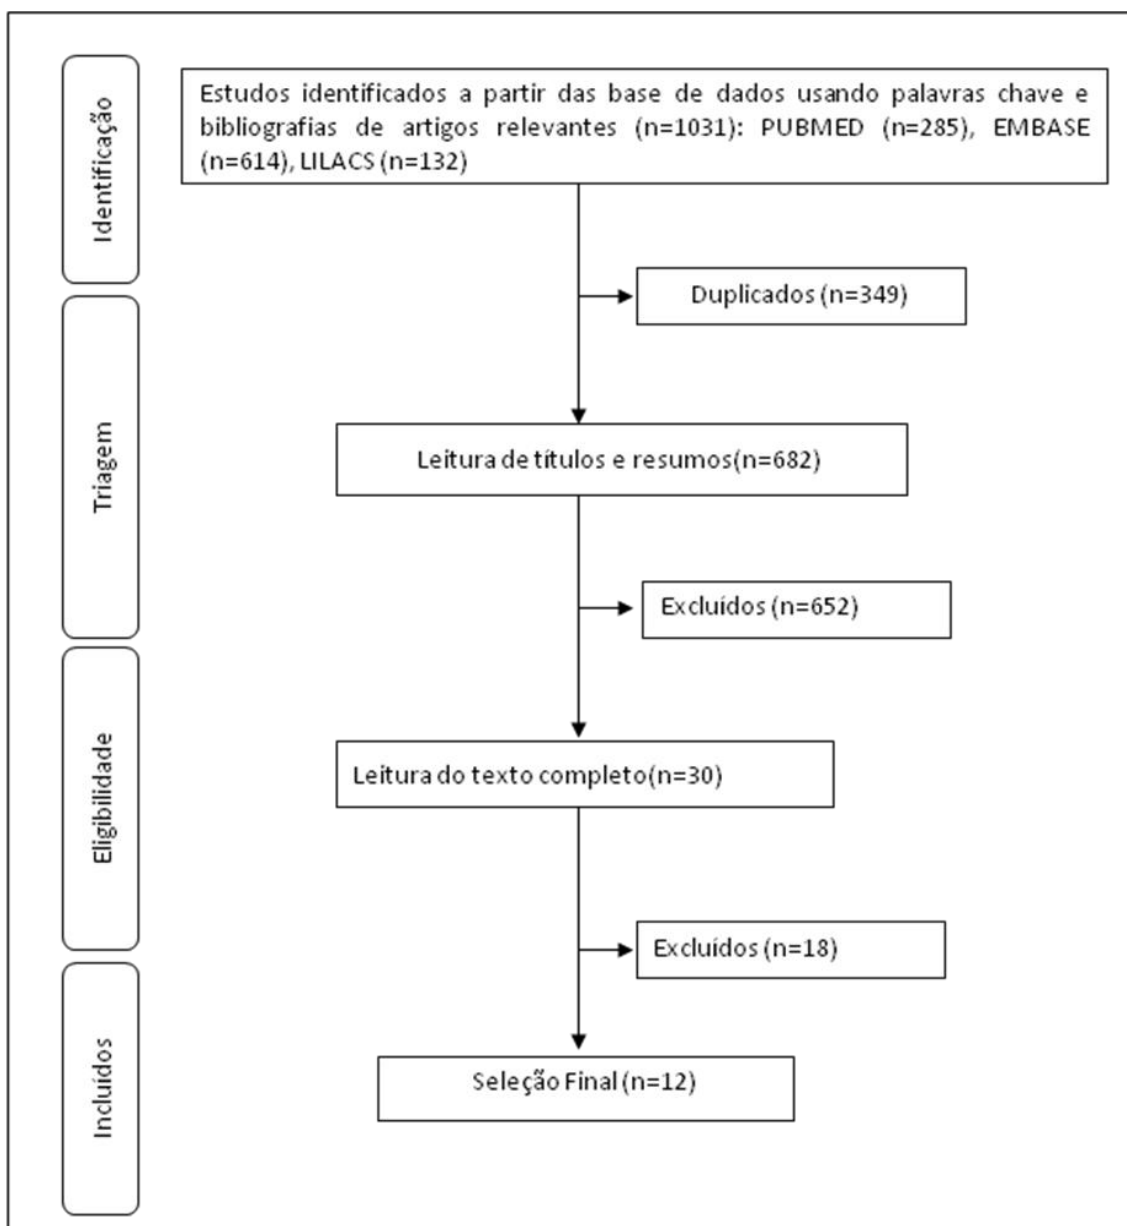 Identificação
Estudos identificados a partir das base de dados usando palavras chave e
bibliografias de artigos relevantes (n=1031): PUBMED (n=285), EMBASE
(n=614), LILACS (n=132)
Duplicados (n=349)
Triagem
Leitura de títulos e resumos(n=682)
Excluídos (n=652)
Eligibilidade
Leitura do texto completo(n=30)
Excluídos (n=18)
Incluídos
Seleção Final (n=12)